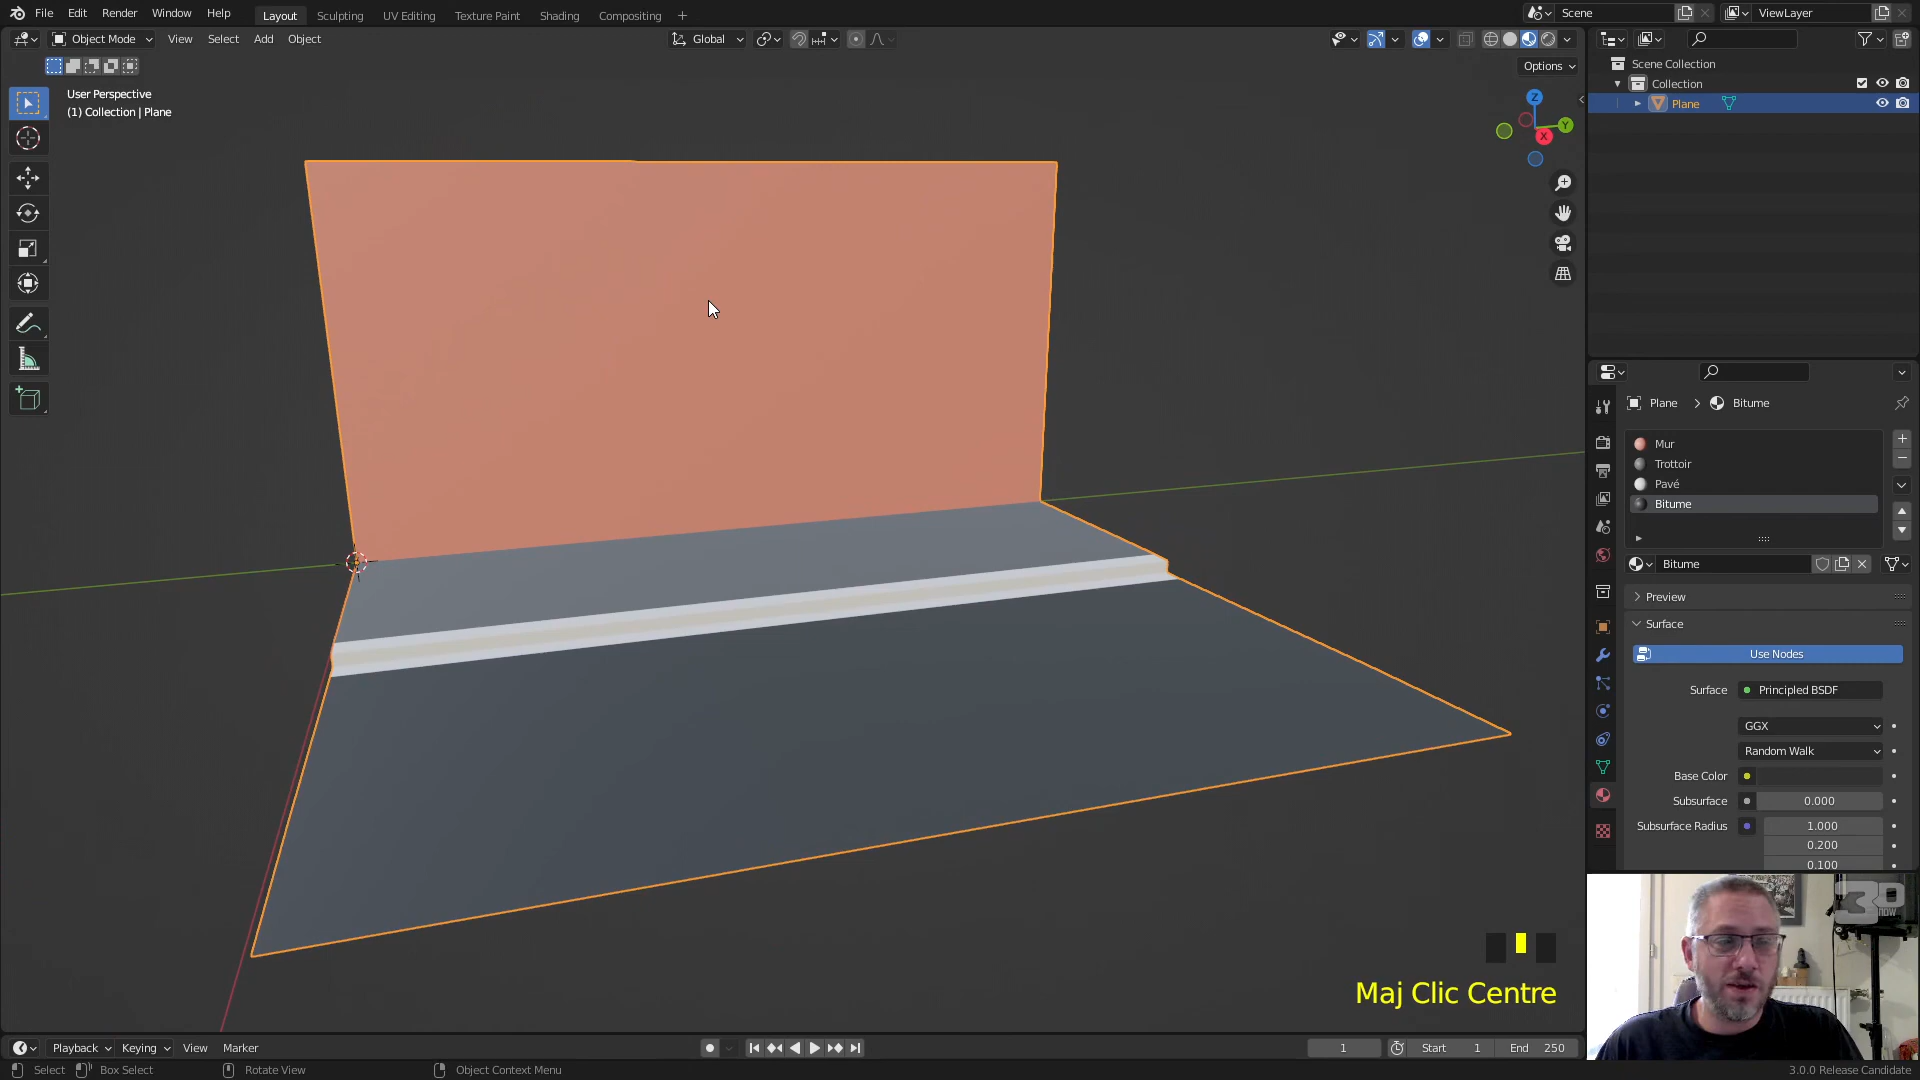 File Edit Render Window Help Layout Sculpting UV Editing Texture Paint Shading Compositing + Scene ViewLayer
Object Mode View Select Add Object Global
Options
User Perspective
(1) Collection | Plane
Z
Y
X
Scene Collection
Collection
Plane
Plane > Bitume
Mur
Trottoir
Pavé
Bitume
Bitume
Preview
Surface
Use Nodes
Surface Principled BSDF
GGX
Random Walk
Base Color
Subsurface 0.000
Subsurface Radius 1.000
0.200
0.100
3D
NOW
Maj Clic Centre
Playback Keying View Marker 1 Start 1 End 250
Select Box Select Rotate View Object Context Menu 3.0.0 Release Candidate